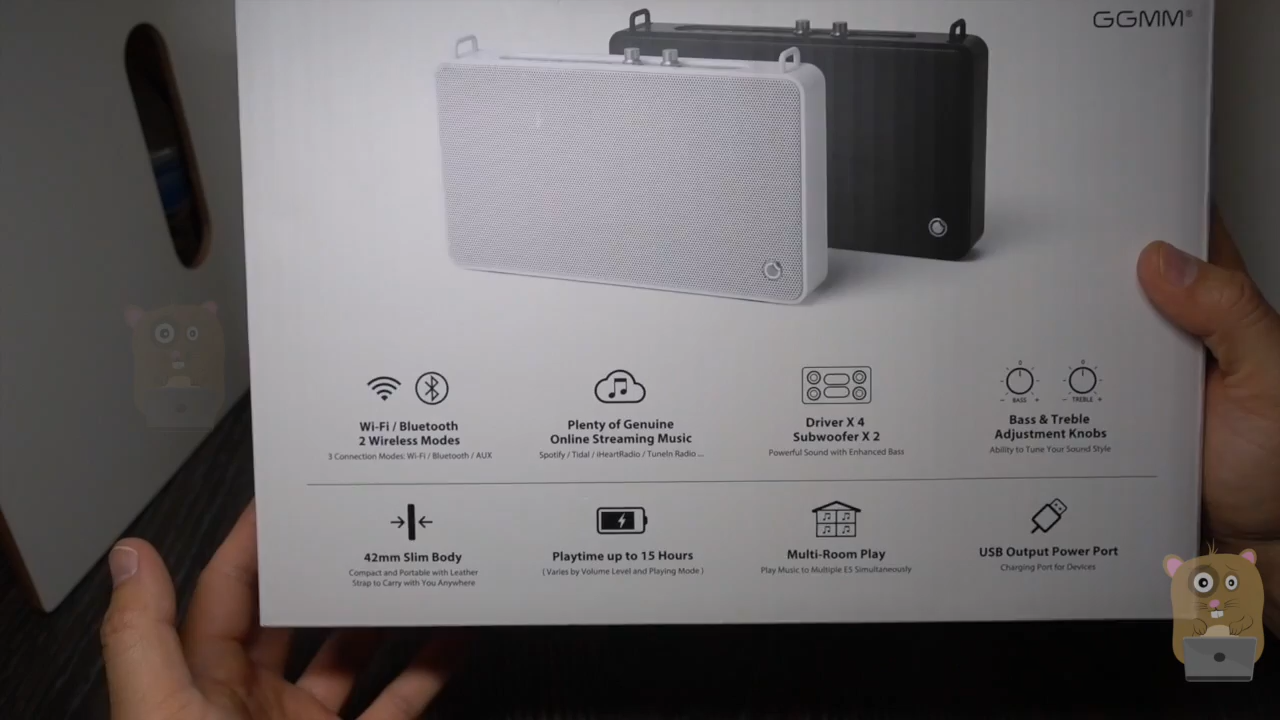 GGMM®
Wi-Fi / Bluetooth
2 Wireless Modes
3 Connection Modes: Wi-Fi / Bluetooth / AUX
Plenty of Genuine
Online Streaming Music
Spotify / Tidal / iHeartRadio / TuneIn Radio ...
Driver X 4
Subwoofer X 2
Powerful Sound with Enhanced Bass
0
0
- BASS +
- TREBLE +
Bass & Treble
Adjustment Knobs
Ability to Tune Your Sound Style
42mm Slim Body
Compact and Portable with Leather
Strap to Carry with You Anywhere
Playtime up to 15 Hours
( Varies by Volume Level and Playing Mode )
Multi-Room Play
Play Music to Multiple E5 Simultaneously
USB Output Power Port
Charging Port for Devices